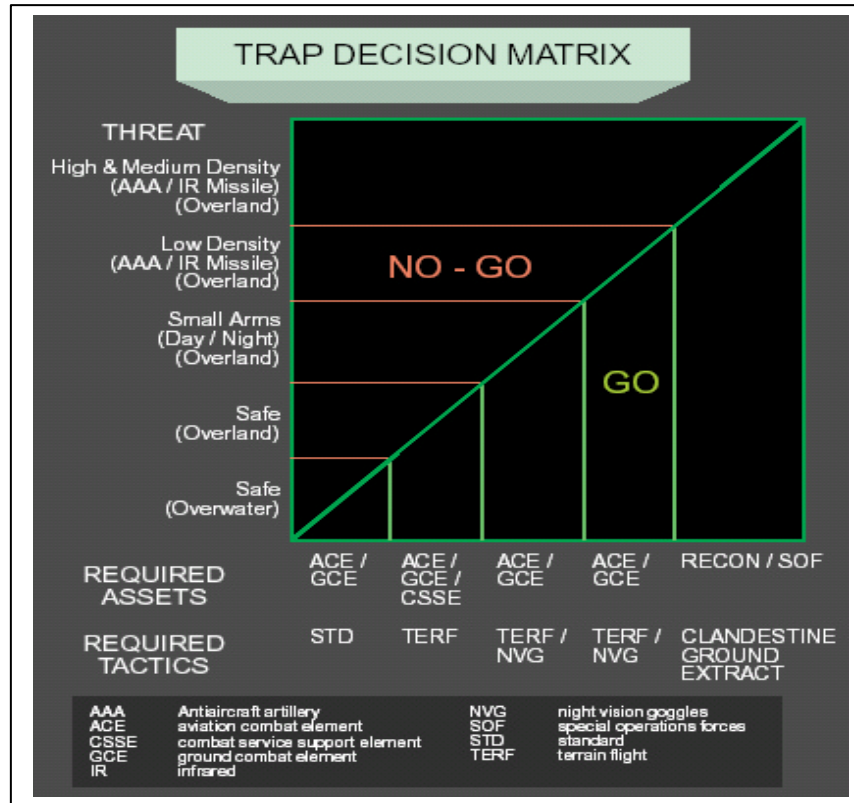 TRAP DECISION MATRIX
THREAT
High & Medium Density
(AAA / IR Missile)
(Overland)
Low Density
(AAA / IR Missile)
(Overland)
NO - GO
Small Arms
(Day / Night)
(Overland)
GO
Safe
(Overland)
Safe
(Overwater)
REQUIRED
ASSETS
ACE /
GCE
ACE /
GCE /
CSSE
ACE /
GCE
ACE /
GCE
RECON / SOF
REQUIRED
TACTICS
STD
TERF
TERF /
NVG
TERF /
NVG
CLANDESTINE
GROUND
EXTRACT
AAA Antiaircraft artillery
ACE aviation combat element
CSSE combat service support element
GCE ground combat element
IR infrared
NVG night vision goggles
SOF special operations forces
STD standard
TERF terrain flight